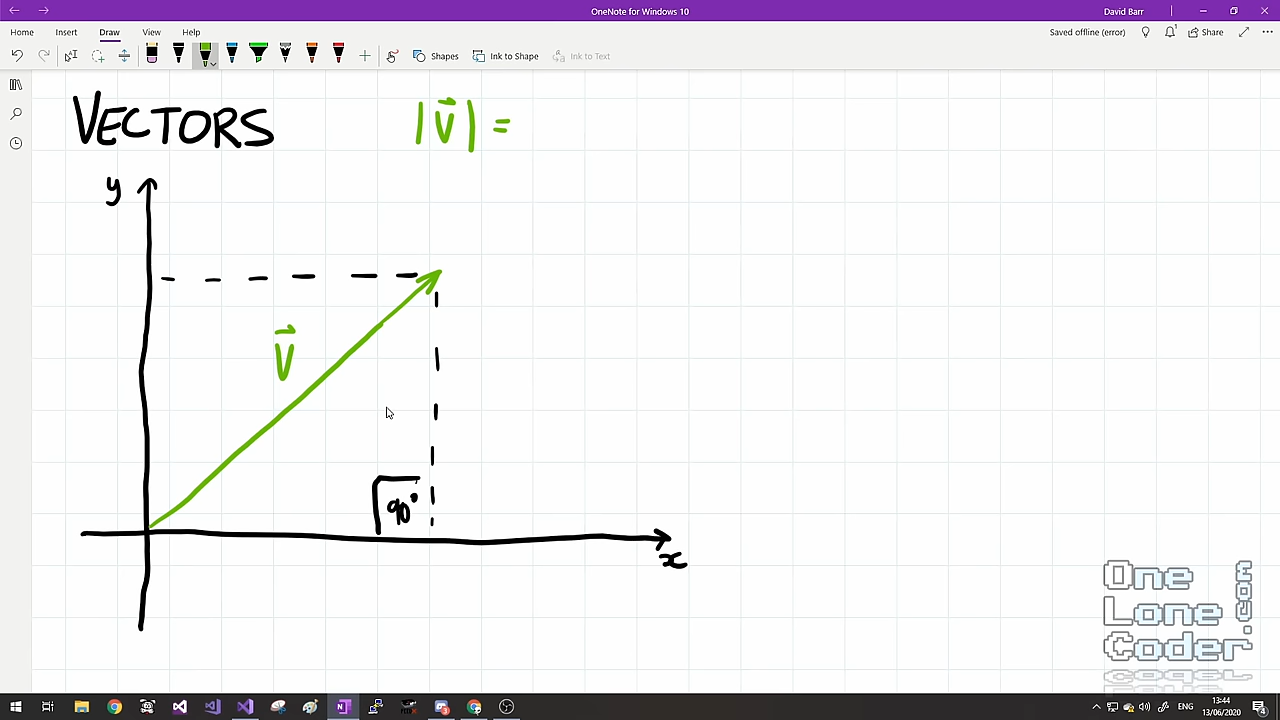 OneNote for Windows 10
David Barr
Home Insert Draw View Help
Saved offline (error)
Share
Shapes
Ink to Shape
Ink to Text
VECTORS
|V⃗| =
y
V⃗
90°
x
One
Lone
Coder
.com
13:44
13/06/2020